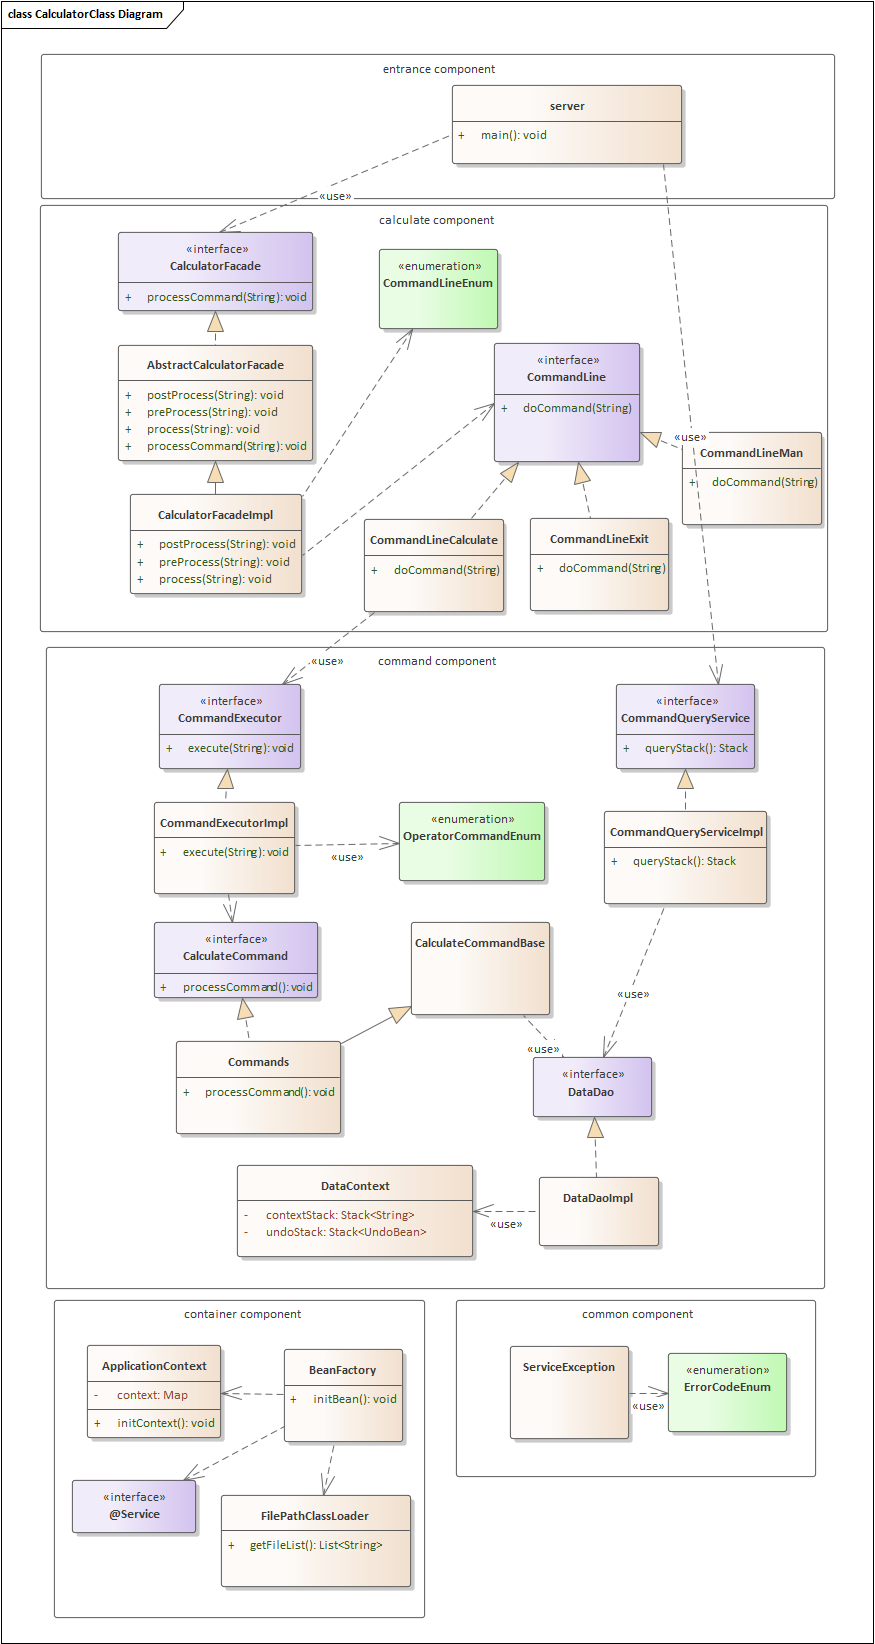 class CalculatorClass Diagram
entrance component
server
+ main(): void
«use»
calculate component
«interface»
CalculatorFacade
+ processCommand(String): void
«enumeration»
CommandLineEnum
AbstractCalculatorFacade
+ postProcess(String): void
+ preProcess(String): void
+ process(String): void
+ processCommand(String): void
«interface»
CommandLine
+ doCommand(String)
«use»
CommandLineMan
+ doCommand(String)
CalculatorFacadeImpl
+ postProcess(String): void
+ preProcess(String): void
+ process(String): void
CommandLineCalculate
+ doCommand(String)
CommandLineExit
+ doCommand(String)
«use»
command component
«interface»
CommandExecutor
+ execute(String): void
«interface»
CommandQueryService
+ queryStack(): Stack
CommandExecutorImpl
+ execute(String): void
«use»
«enumeration»
OperatorCommandEnum
CommandQueryServiceImpl
+ queryStack(): Stack
«interface»
CalculateCommand
+ processCommand(): void
CalculateCommandBase
«use»
«use»
Commands
+ processCommand(): void
«interface»
DataDao
DataContext
- contextStack: Stack<String>
- undoStack: Stack<UndoBean>
«use»
DataDaoImpl
container component
ApplicationContext
- context: Map
+ initContext(): void
BeanFactory
+ initBean(): void
«interface»
@Service
FilePathClassLoader
+ getFileList(): List<String>
common component
ServiceException
«use»
«enumeration»
ErrorCodeEnum